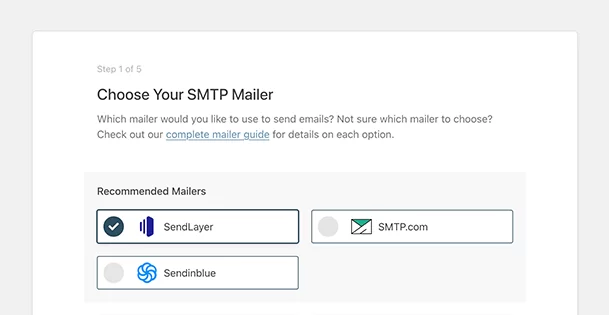 Step 1 of 5
Choose Your SMTP Mailer
Which mailer would you like to use to send emails? Not sure which mailer to choose?
Check out our complete mailer guide for details on each option.
Recommended Mailers
SendLayer
SMTP.com
Sendinblue